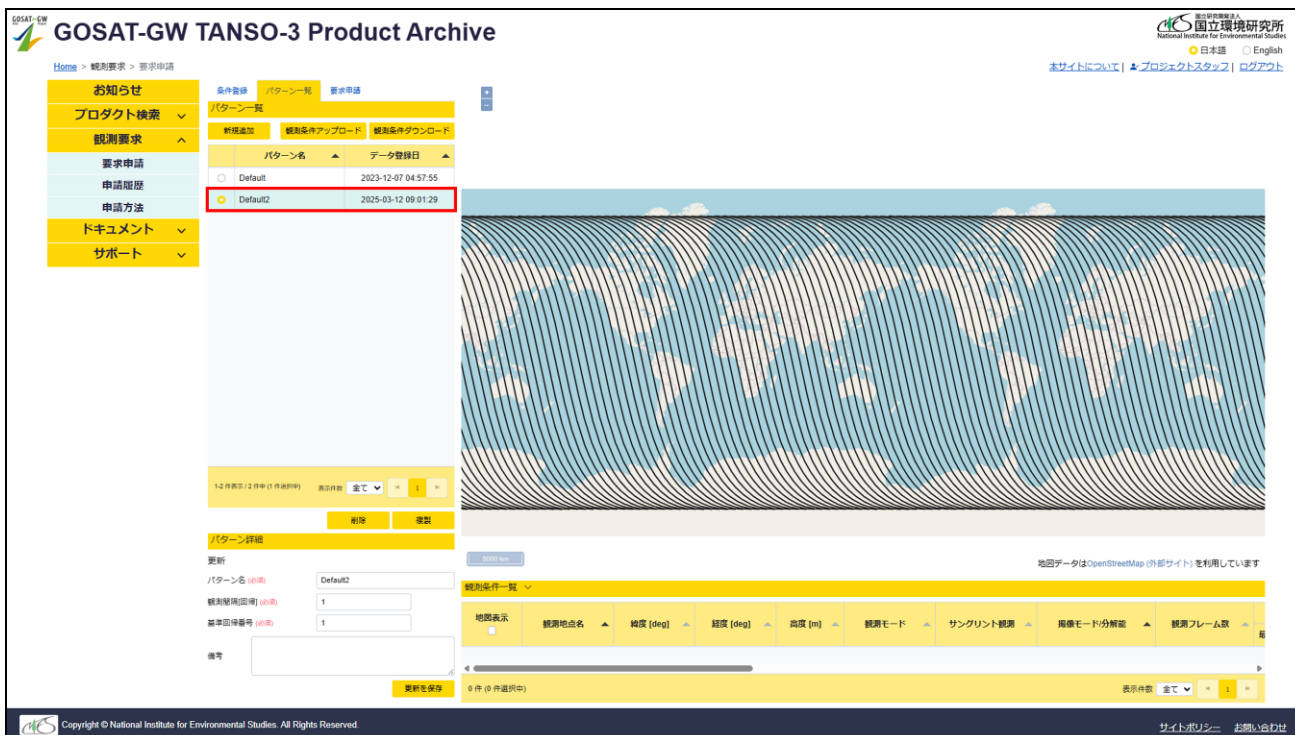 GOSAT-GW
GOSAT-GW TANSO-3 Product Archive
NIES 国立研究開発法人
国立環境研究所
National Institute for Environmental Studies
日本語 English
Home > 観測要求 > 要求申請
本サイトについて | プロジェクトスタッフ | ログアウト
お知らせ
プロダクト検索
観測要求
要求申請
申請履歴
申請方法
ドキュメント
サポート
条件登録 パターン一覧 要求申請
パターン一覧
新規追加 観測条件アップロード 観測条件ダウンロード
パターン名 ▲ データ登録日 ▲
Default 2023-12-07 04:57:55
Default2 2025-03-12 09:01:29
1-2 件表示 / 2 件中 (1 件選択中) 表示件数 全て 1
削除 複製
パターン詳細
更新
パターン名 (必須) Default2
観測間隔[回帰] (必須) 1
基準回帰番号 (必須) 1
備考
更新を保存
+
−
5000 km
地図データはOpenStreetMap (外部サイト) を利用しています
観測条件一覧
地図表示 観測地点名 ▲ 緯度 [deg] ▲ 経度 [deg] ▲ 高度 [m] ▲ 観測モード ▲ サングリント観測 ▲ 撮像モード/分解能 ▲ 観測フレーム数 ▲
0 件 (0 件選択中) 表示件数 全て 1
NIES Copyright © National Institute for Environmental Studies. All Rights Reserved.
サイトポリシー お問い合わせ